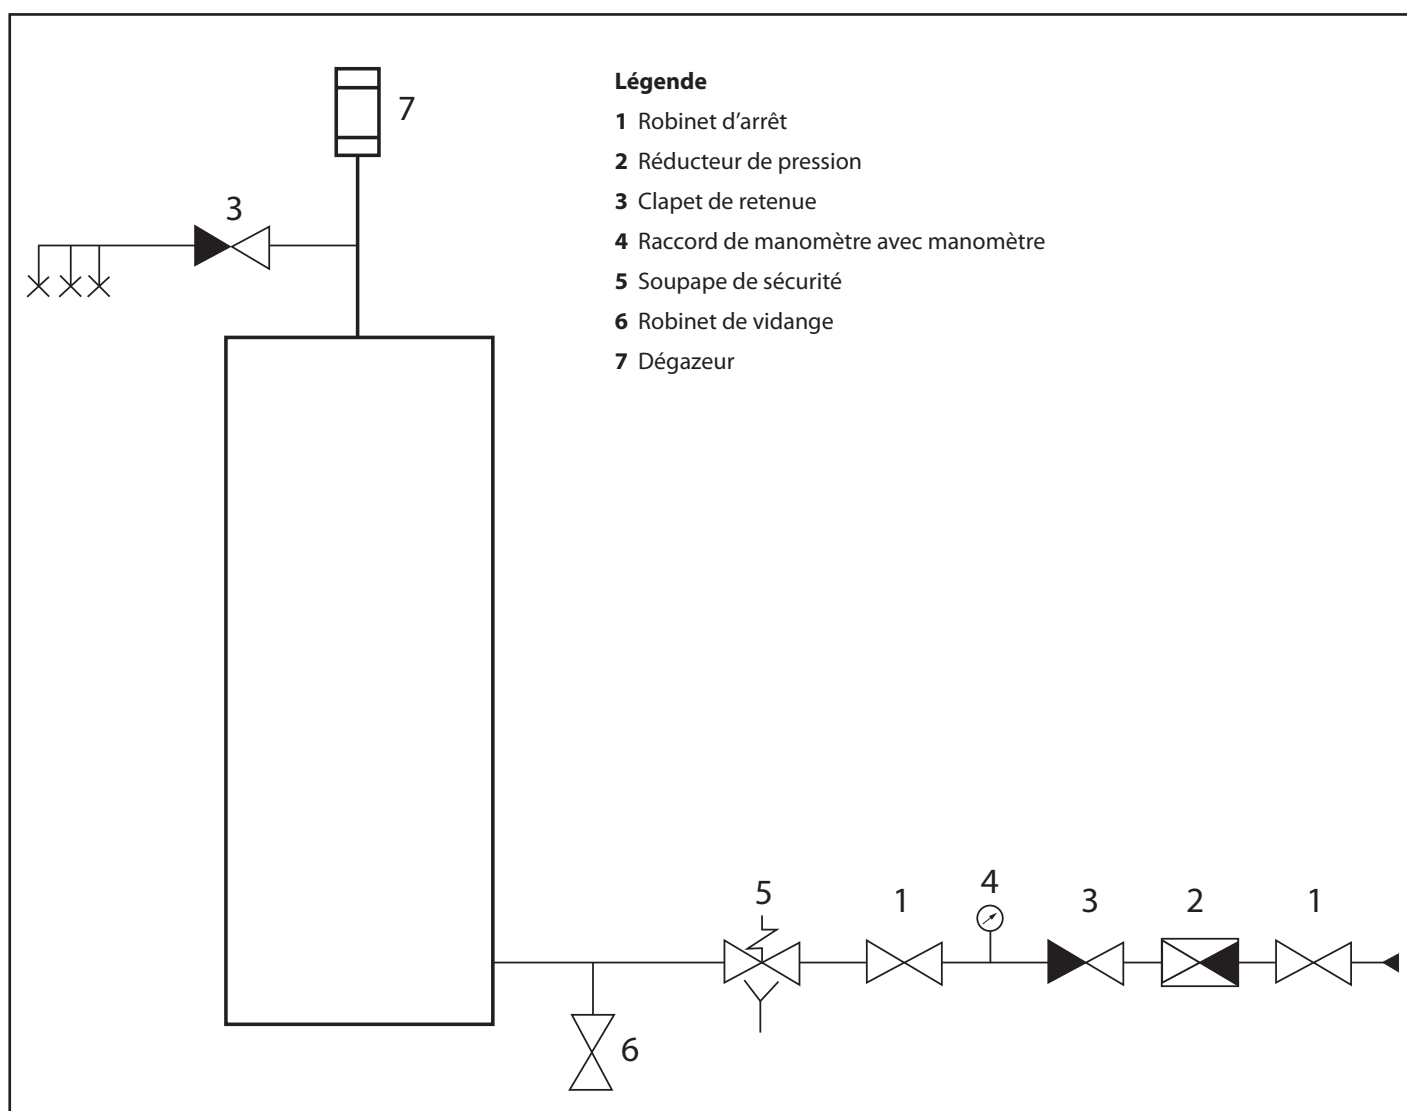 7
Légende
1 Robinet d'arrêt
2 Réducteur de pression
3 Clapet de retenue
4 Raccord de manomètre avec manomètre
5 Soupape de sécurité
6 Robinet de vidange
7 Dégazeur
3
5 1 4 3 2 1
6